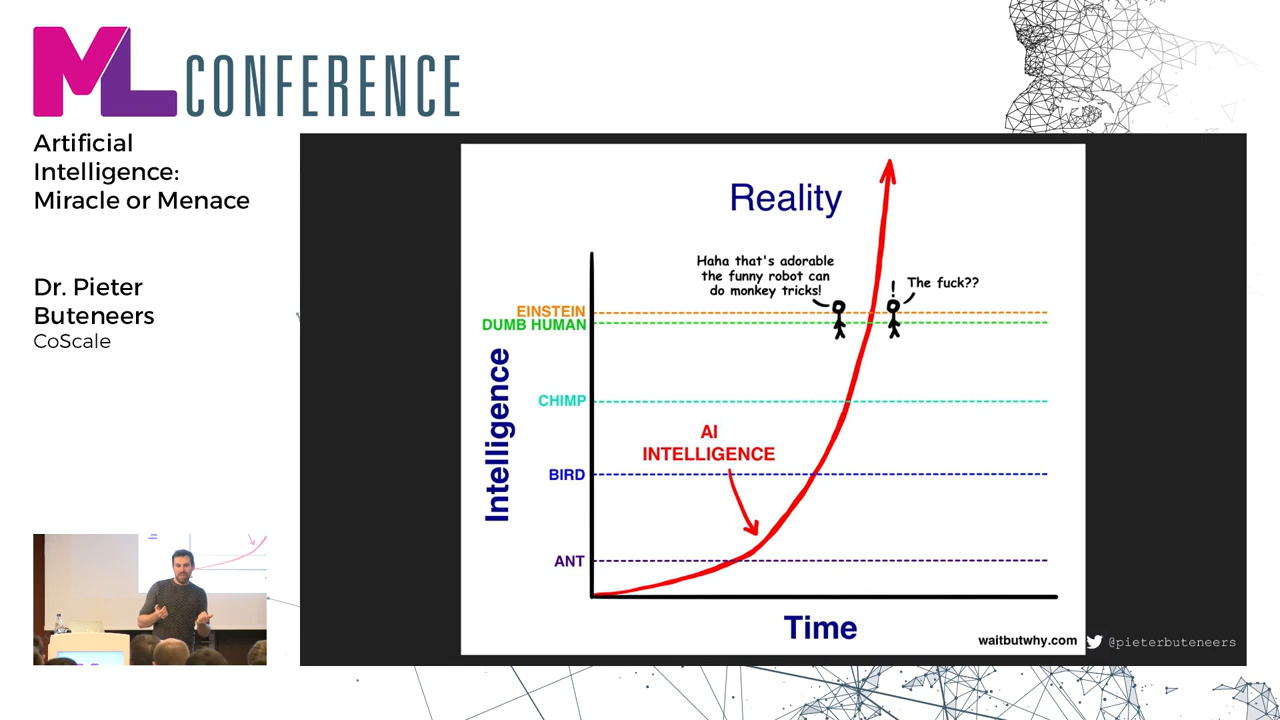 ML CONFERENCE
Artificial
Intelligence:
Miracle or Menace
Dr. Pieter
Buteneers
CoScale
Reality
Haha that's adorable
the funny robot can
do monkey tricks!
!
The fuck??
EINSTEIN
DUMB HUMAN
CHIMP
AI
INTELLIGENCE
BIRD
ANT
Intelligence
Time
waitbutwhy.com
@pieterbuteneers